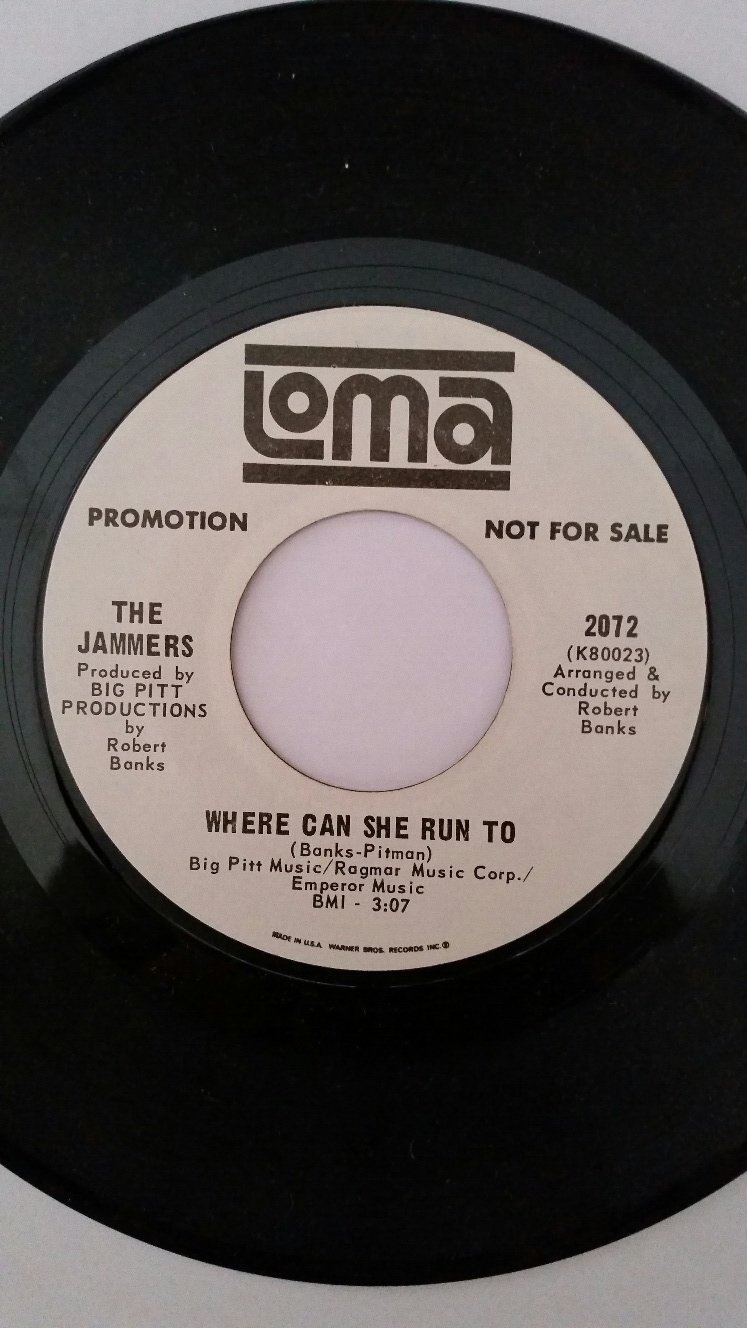 Loma
PROMOTION
NOT FOR SALE
THE
JAMMERS
Produced by
BIG PITT
PRODUCTIONS
by
Robert
Banks
2072
(K80023)
Arranged &
Conducted by
Robert
Banks
WHERE CAN SHE RUN TO
(Banks-Pitman)
Big Pitt Music/Ragmar Music Corp./
Emperor Music
BMI - 3:07
MADE IN U.S.A. WARNER BROS. RECORDS INC. ®